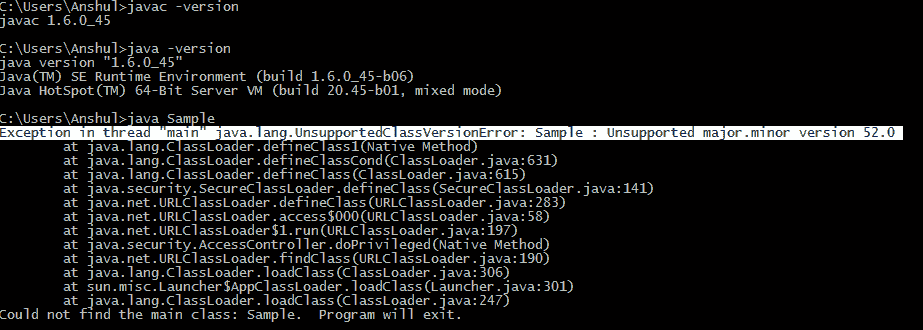 C:\Users\Anshul>javac -version
javac 1.6.0_45
C:\Users\Anshul>java -version
java version "1.6.0_45"
Java(TM) SE Runtime Environment (build 1.6.0_45-b06)
Java HotSpot(TM) 64-Bit Server VM (build 20.45-b01, mixed mode)
C:\Users\Anshul>java Sample
Exception in thread "main" java.lang.UnsupportedClassVersionError: Sample : Unsupported major.minor version 52.0
at java.lang.ClassLoader.defineClass1(Native Method)
at java.lang.ClassLoader.defineClassCond(ClassLoader.java:631)
at java.lang.ClassLoader.defineClass(ClassLoader.java:615)
at java.security.SecureClassLoader.defineClass(SecureClassLoader.java:141)
at java.net.URLClassLoader.defineClass(URLClassLoader.java:283)
at java.net.URLClassLoader.access$000(URLClassLoader.java:58)
at java.net.URLClassLoader$1.run(URLClassLoader.java:197)
at java.security.AccessController.doPrivileged(Native Method)
at java.net.URLClassLoader.findClass(URLClassLoader.java:190)
at java.lang.ClassLoader.loadClass(ClassLoader.java:306)
at sun.misc.Launcher$AppClassLoader.loadClass(Launcher.java:301)
at java.lang.ClassLoader.loadClass(ClassLoader.java:247)
Could not find the main class: Sample.  Program will exit.